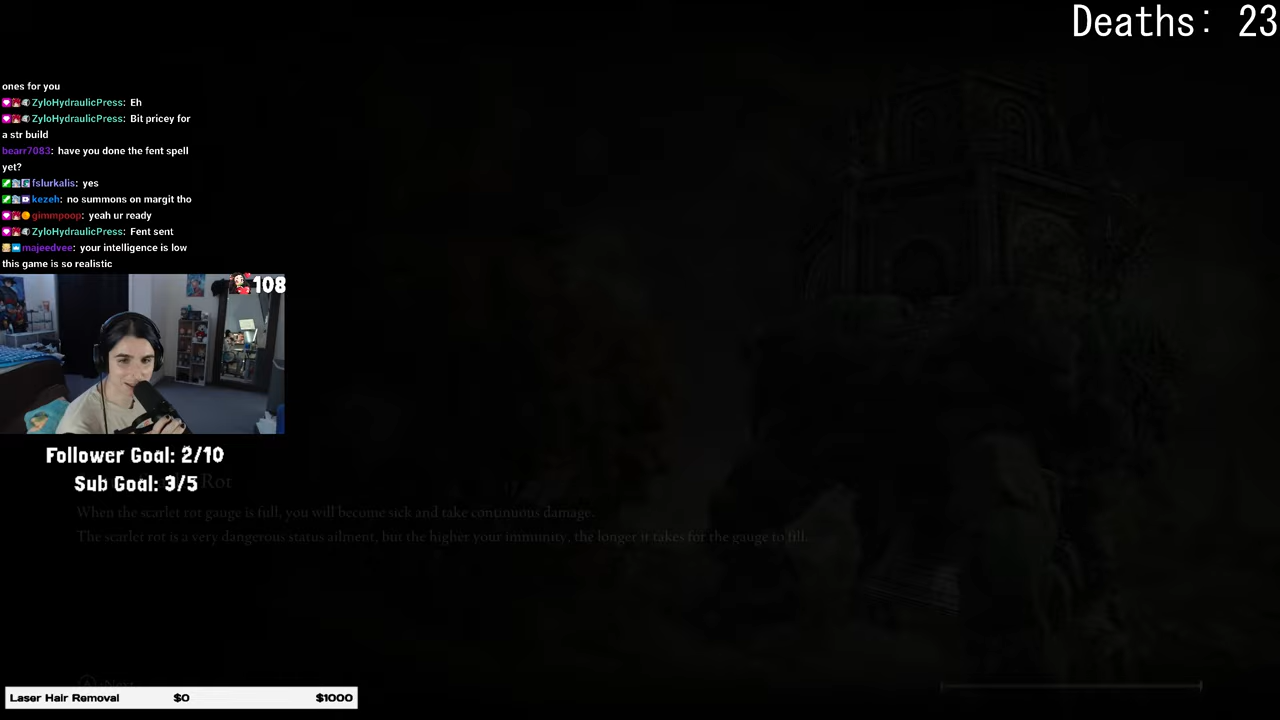 Deaths: 23
ones for you
ZyloHydraulicPress: Eh
ZyloHydraulicPress: Bit pricey for
a str build
bearr7083: have you done the fent spell
yet?
fslurkalis: yes
kezeh: no summons on margit tho
gimmpoop: yeah ur ready
ZyloHydraulicPress: Fent sent
majeedvee: your intelligence is low
this game is so realistic
108
Follower Goal: 2/10
Sub Goal: 3/5
Rot
When the scarlet rot gauge is full, you will become sick and take continuous damage.
The scarlet rot is a very dangerous status ailment, but the higher your immunity, the longer it takes for the gauge to fill.
Laser Hair Removal $0 $1000